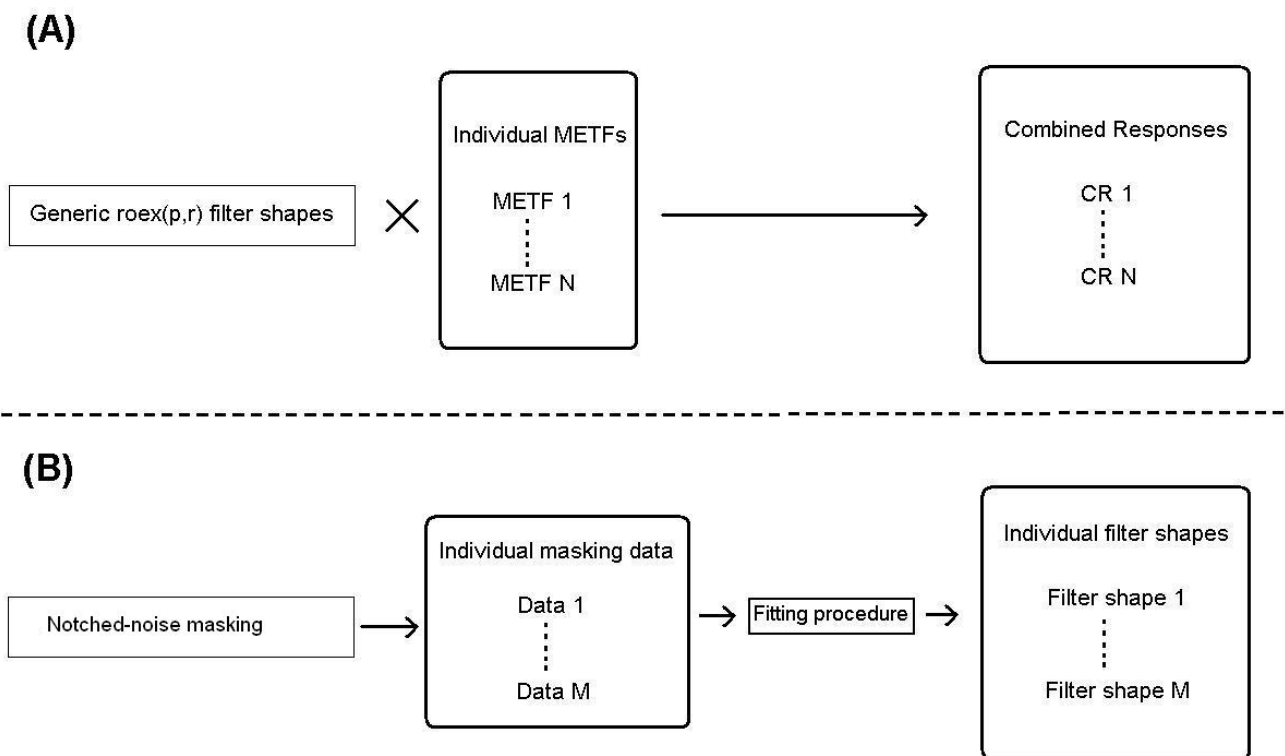 (A)
Generic roex(p,r) filter shapes
Individual METFs
METF 1
METF N
Combined Responses
CR 1
CR N
(B)
Notched-noise masking
Individual masking data
Data 1
Data M
Fitting procedure
Individual filter shapes
Filter shape 1
Filter shape M